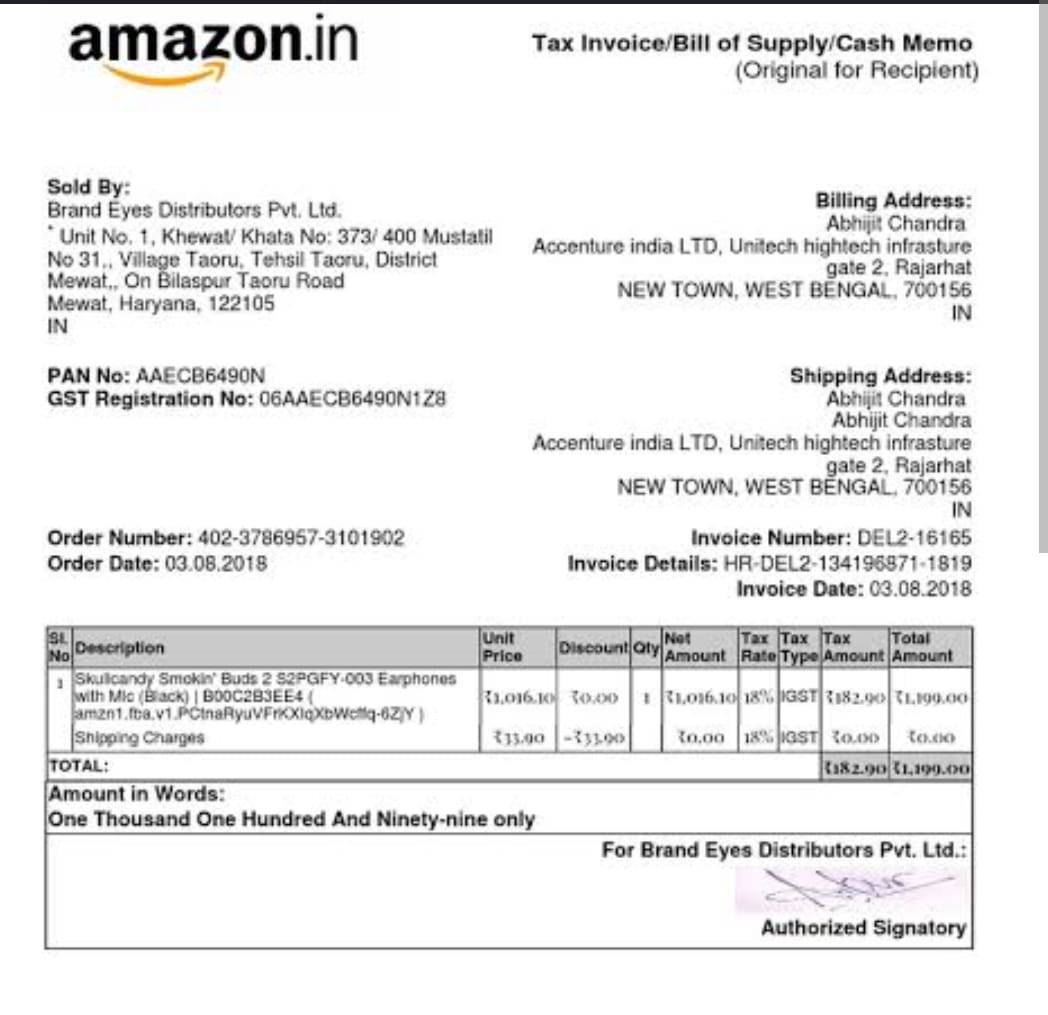 amazon.in
Tax Invoice/Bill of Supply/Cash Memo
(Original for Recipient)
Sold By:
Brand Eyes Distributors Pvt. Ltd.
* Unit No. 1, Khewat/ Khata No: 373/ 400 Mustatil
No 31,, Village Taoru, Tehsil Taoru, District
Mewat,, On Bilaspur Taoru Road
Mewat, Haryana, 122105
IN
Billing Address:
Abhijit Chandra
Accenture india LTD, Unitech hightech infrasture
gate 2, Rajarhat
NEW TOWN, WEST BENGAL, 700156
IN
PAN No: AAECB6490N
GST Registration No: 06AAECB6490N1Z8
Shipping Address:
Abhijit Chandra
Abhijit Chandra
Accenture india LTD, Unitech hightech infrasture
gate 2, Rajarhat
NEW TOWN, WEST BENGAL, 700156
IN
Order Number: 402-3786957-3101902
Order Date: 03.08.2018
Invoice Number: DEL2-16165
Invoice Details: HR-DEL2-134196871-1819
Invoice Date: 03.08.2018
Sl. No Description Unit Price Discount Qty Net Amount Tax Rate Tax Type Tax Amount Total Amount
1 Skullcandy Smokin' Buds 2 S2PGFY-003 Earphones
with Mic (Black) | B00C2B3EE4 ( ₹1,016.10 ₹0.00 1 ₹1,016.10 18% IGST ₹182.90 ₹1,199.00
Shipping Charges ₹33.90 -₹33.90 ₹0.00 18% IGST ₹0.00 ₹0.00
TOTAL: ₹182.90 ₹1,199.00
Amount in Words:
One Thousand One Hundred And Ninety-nine only
For Brand Eyes Distributors Pvt. Ltd.:
Authorized Signatory